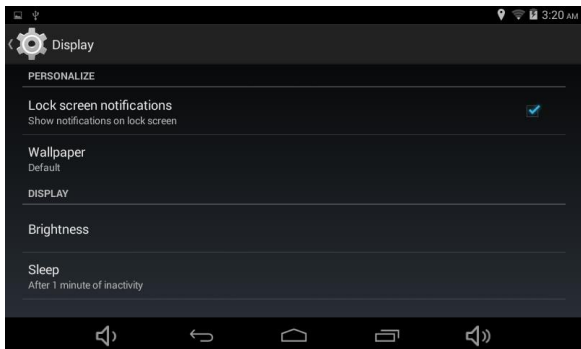 3:20 AM
Display
PERSONALIZE
Lock screen notifications
Show notifications on lock screen
Wallpaper
Default
DISPLAY
Brightness
Sleep
After 1 minute of inactivity